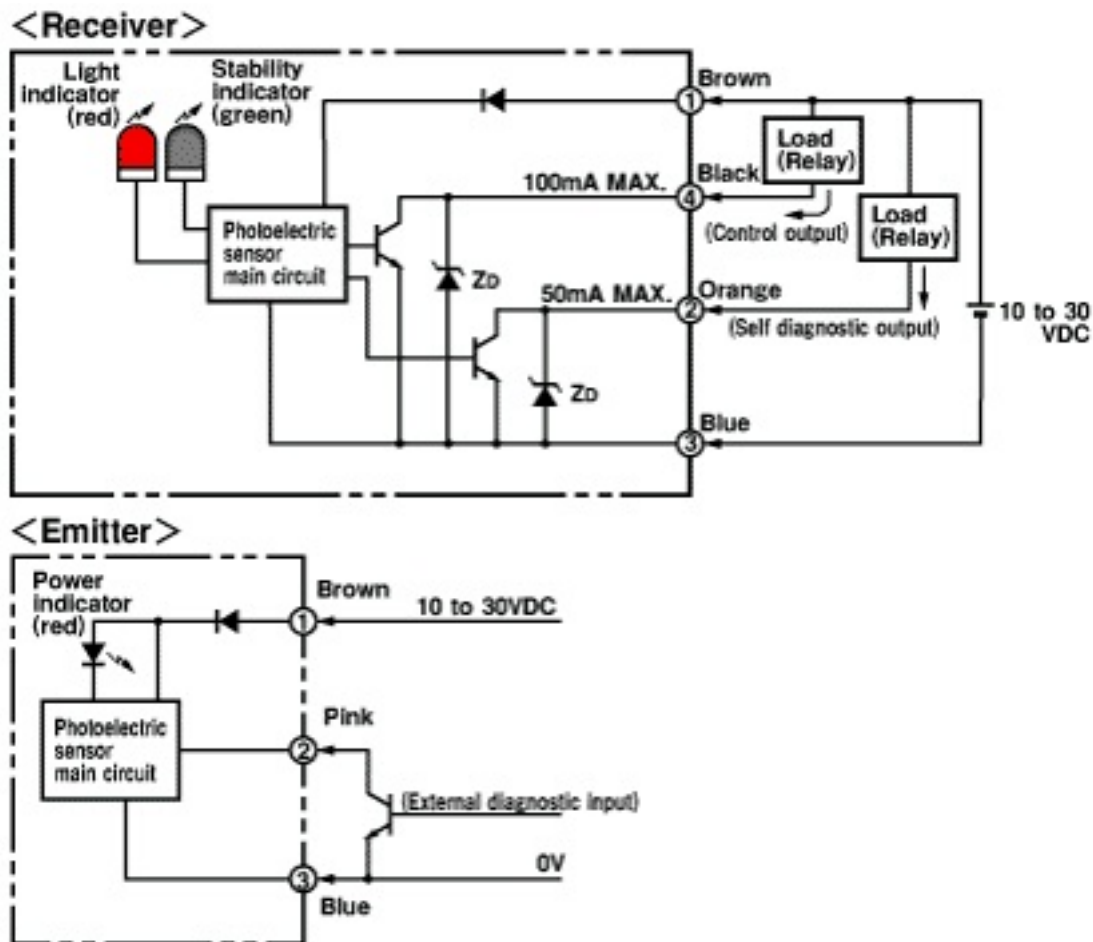 <Receiver>
Light
indicator
(red)
Stability
indicator
(green)
Brown
1
Load
(Relay)
100mA MAX.
Black
4
(Control output)
Load
(Relay)
Photoelectric
sensor
main circuit
ZD
50mA MAX.
Orange
2
(Self diagnostic output)
10 to 30
VDC
ZD
Blue
3
<Emitter>
Power
indicator
(red)
Brown
1
10 to 30VDC
Photoelectric
sensor
main circuit
Pink
2
(External diagnostic input)
0V
3
Blue